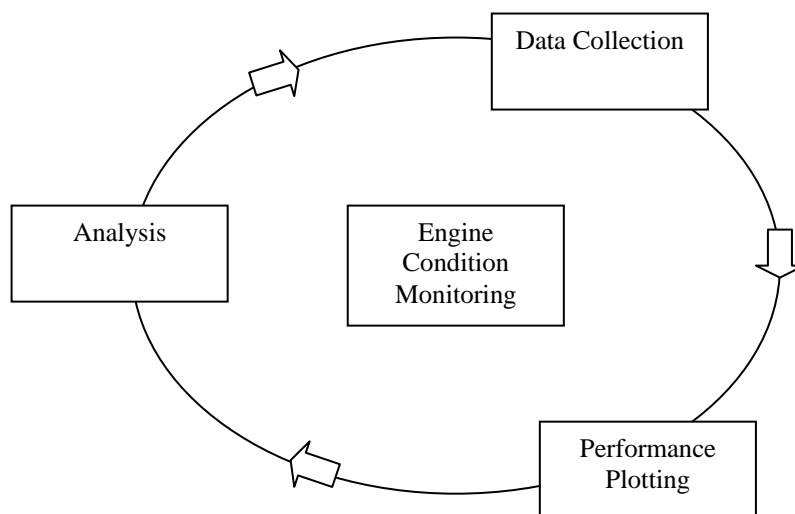 Data Collection
Analysis
Engine
Condition
Monitoring
Performance
Plotting